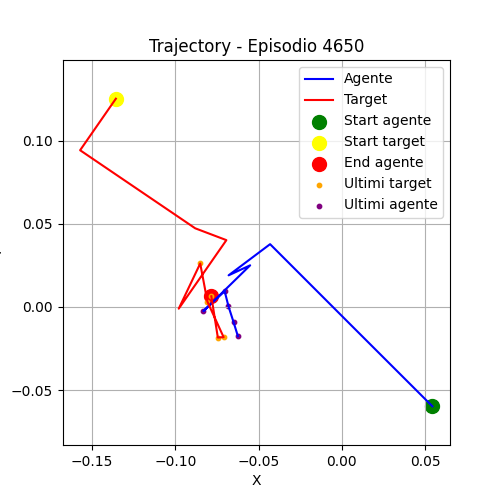 Trajectory - Episodio 4650
Agente
Target
Start agente
Start target
End agente
Ultimi target
Ultimi agente
0.10
0.05
0.00
−0.05
−0.15
−0.10
−0.05
0.00
0.05
X